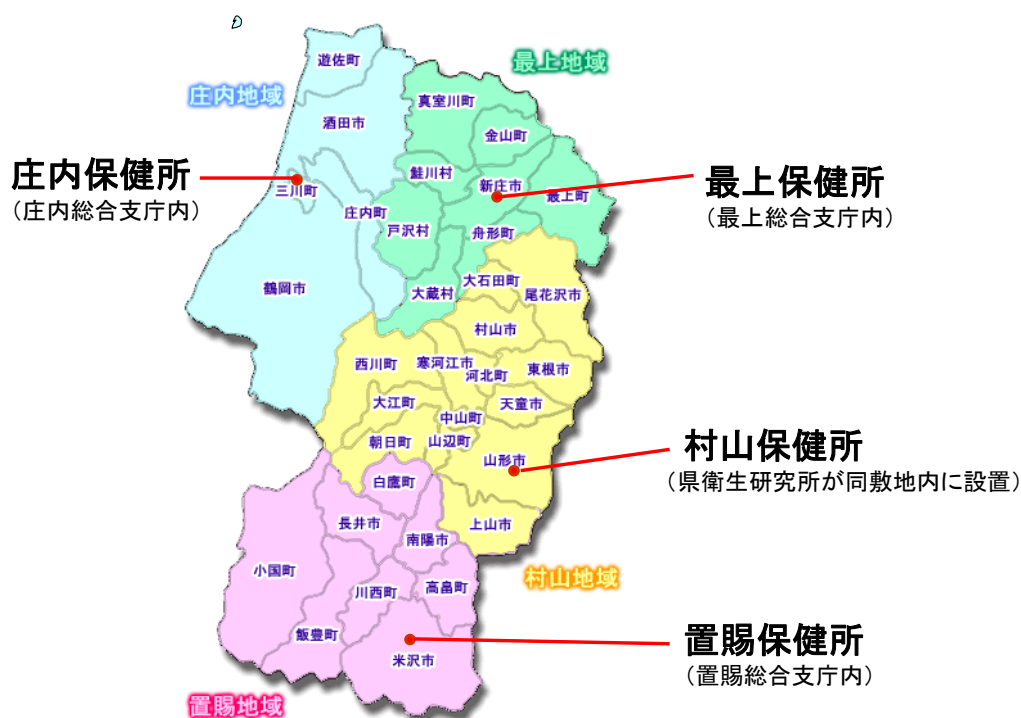 遊佐町
最上地域
庄内地域
真室川町
酒田市
金山町
庄内保健所
(庄内総合支庁内)
鮭川村
新庄市
最上町
三川町
最上保健所
(最上総合支庁内)
庄内町
戸沢村
舟形町
鶴岡市
大蔵村
大石田町
尾花沢市
村山市
西川町
寒河江市
河北町
東根市
大江町
天童市
中山町
朝日町
山辺町
山形市
村山保健所
(県衛生研究所が同敷地内に設置)
白鷹町
長井市
上山市
南陽市
小国町
村山地域
川西町
高畠町
飯豊町
米沢市
置賜保健所
(置賜総合支庁内)
置賜地域